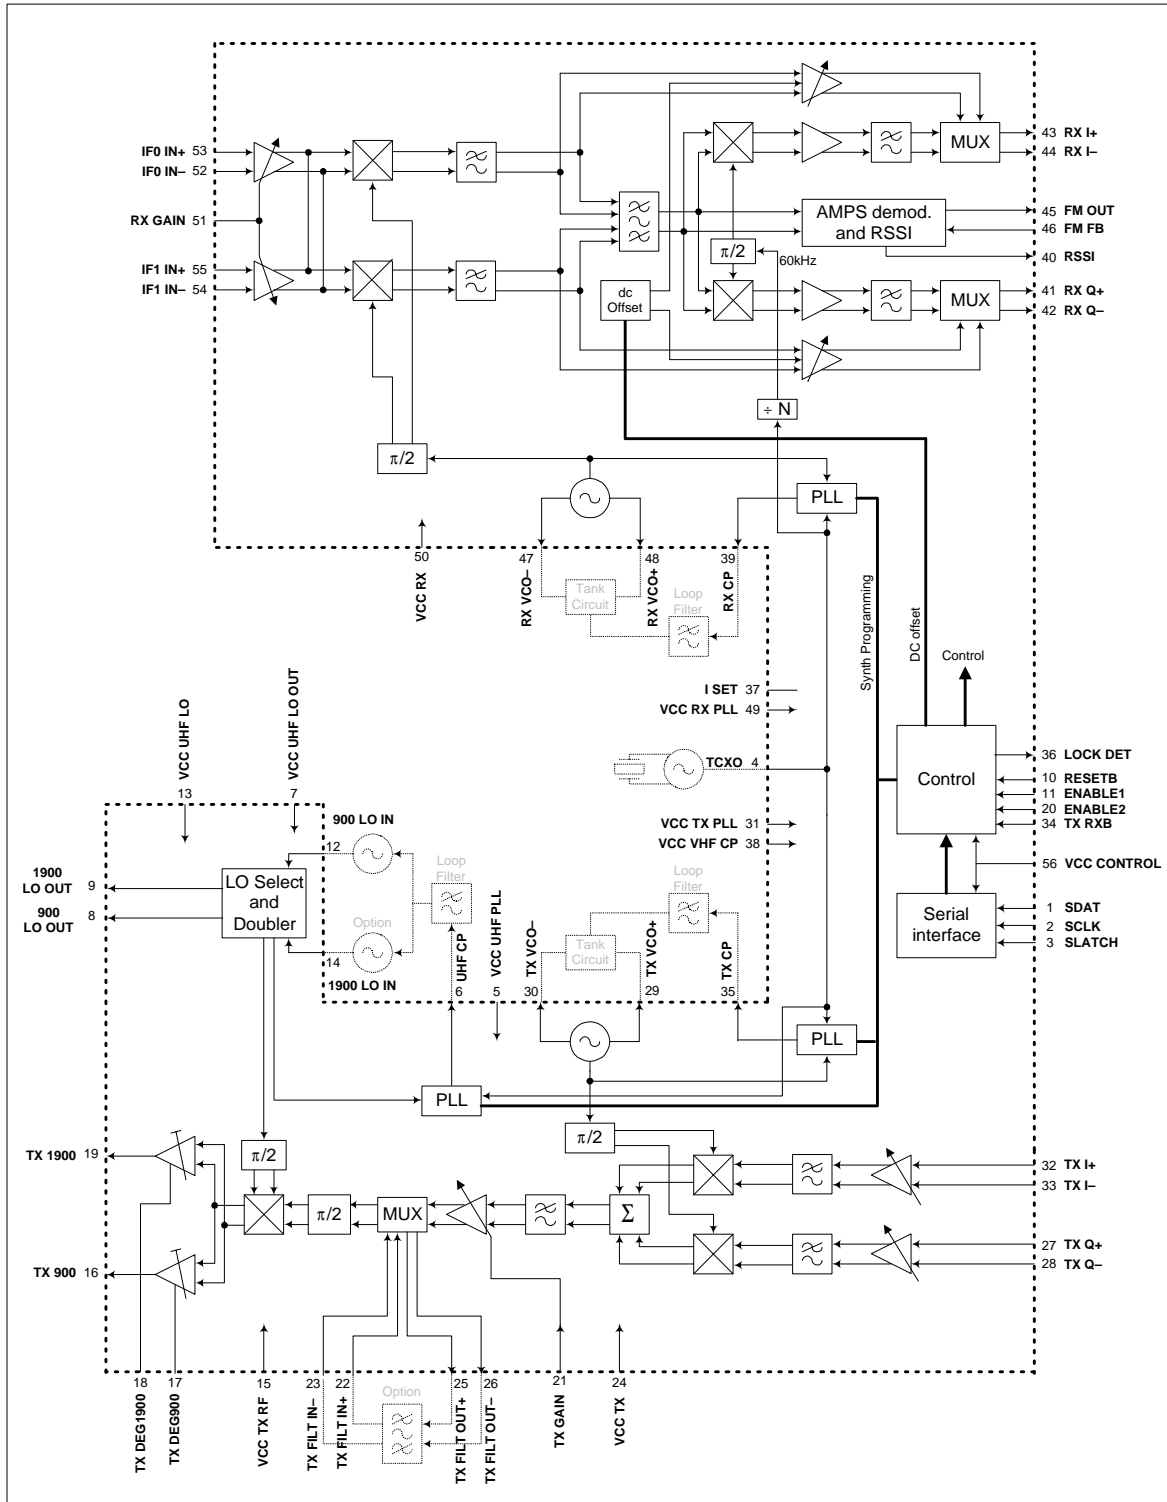 IF0 IN+ 53
IF0 IN– 52
RX GAIN 51
IF1 IN+ 55
IF1 IN– 54
MUX
43 RX I+
44 RX I–
AMPS demod.
and RSSI
45 FM OUT
46 FM FB
40 RSSI
π/2
60kHz
dc
Offset
MUX
41 RX Q+
42 RX Q–
÷ N
π/2
PLL
50
VCC RX
47
RX VCO–
48
RX VCO+
39
RX CP
Tank
Circuit
Loop
Filter
Synth Programming
DC offset
Control
I SET 37
VCC RX PLL 49
TCXO 4
VCC TX PLL 31
VCC VHF CP 38
Control
36 LOCK DET
10 RESETB
11 ENABLE1
20 ENABLE2
34 TX RXB
56 VCC CONTROL
Serial
interface
1 SDAT
2 SCLK
3 SLATCH
VCC UHF LO
13
VCC UHF LO OUT
7
900 LO IN
12
1900
LO OUT 9
900
LO OUT 8
LO Select
and
Doubler
Option
14
1900 LO IN
Loop
Filter
UHF CP
6
VCC UHF PLL
5
TX VCO–
30
Tank
Circuit
TX VCO+
29
Loop
Filter
TX CP
35
PLL
PLL
π/2
TX 1900 19
π/2
π/2
MUX
Σ
32 TX I+
33 TX I–
27 TX Q+
28 TX Q–
TX 900 16
18
TX DEG1900
17
TX DEG900
15
VCC TX RF
23
TX FILT IN–
22
TX FILT IN+
Option
25
TX FILT OUT+
26
TX FILT OUT–
21
TX GAIN
24
VCC TX